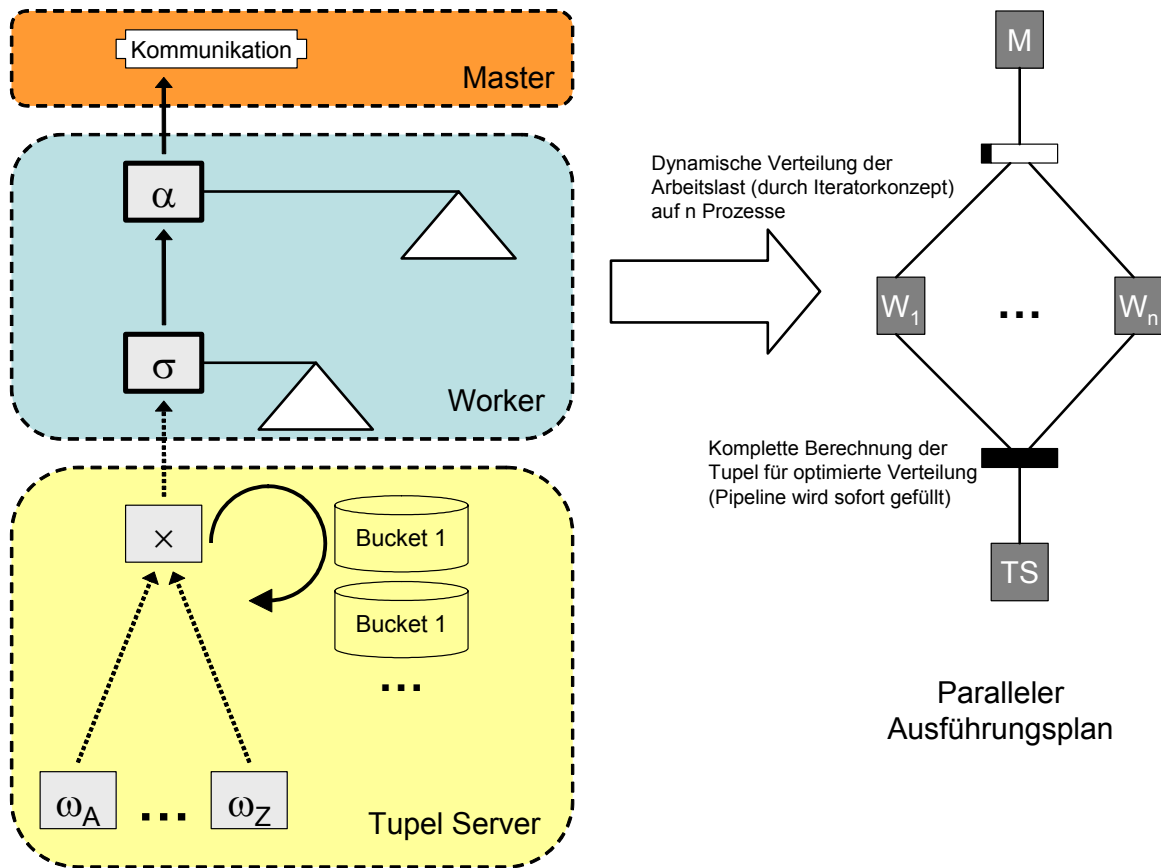 Kommunikation
Master
α
σ
Worker
×
Bucket 1
Bucket 1
...
ωA ... ωZ
Tupel Server
Dynamische Verteilung der
Arbeitslast (durch Iteratorkonzept)
auf n Prozesse
Komplette Berechnung der
Tupel für optimierte Verteilung
(Pipeline wird sofort gefüllt)
M
W1 ... Wn
TS
Paralleler
Ausführungsplan